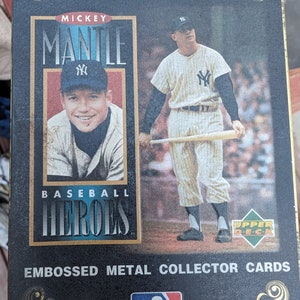 MICKEY
MANTLE
NY
NY
BASEBALL
HEROES
UPPER
DECK
EMBOSSED METAL COLLECTOR CARDS